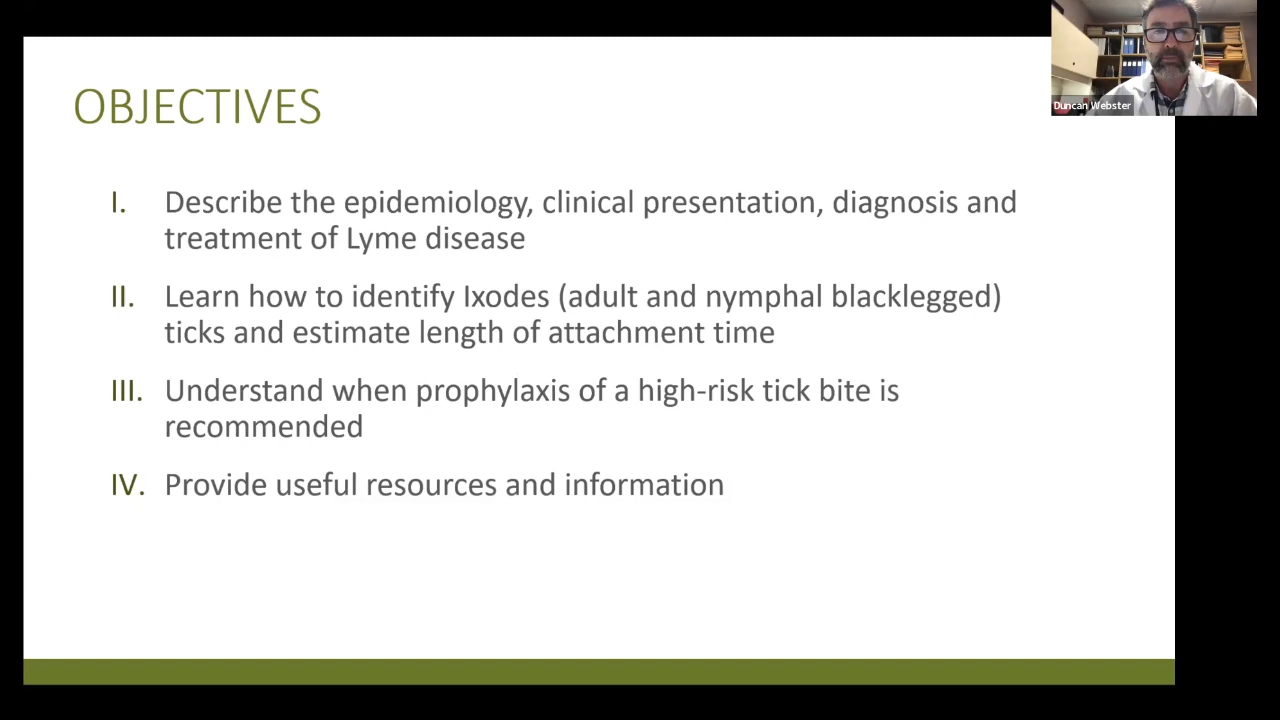 OBJECTIVES
Duncan Webster
I. Describe the epidemiology, clinical presentation, diagnosis and
treatment of Lyme disease
II. Learn how to identify Ixodes (adult and nymphal blacklegged)
ticks and estimate length of attachment time
III. Understand when prophylaxis of a high-risk tick bite is
recommended
IV. Provide useful resources and information